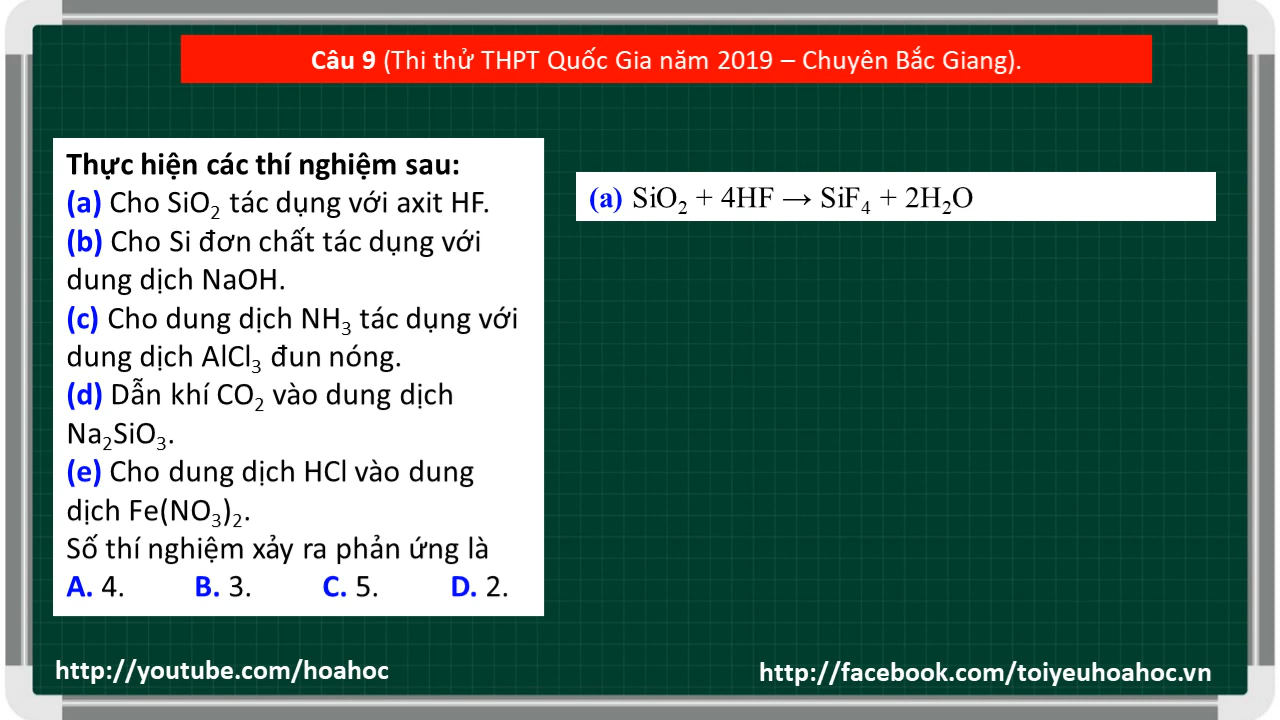 Câu 9 (Thi thử THPT Quốc Gia năm 2019 – Chuyên Bắc Giang).
Thực hiện các thí nghiệm sau:
(a) Cho SiO₂ tác dụng với axit HF.
(b) Cho Si đơn chất tác dụng với
dung dịch NaOH.
(c) Cho dung dịch NH₃ tác dụng với
dung dịch AlCl₃ đun nóng.
(d) Dẫn khí CO₂ vào dung dịch
Na₂SiO₃.
(e) Cho dung dịch HCl vào dung
dịch Fe(NO₃)₂.
Số thí nghiệm xảy ra phản ứng là
A. 4. B. 3. C. 5. D. 2.
(a) SiO₂ + 4HF → SiF₄ + 2H₂O
http://youtube.com/hoahoc
http://facebook.com/toiyeuhoahoc.vn